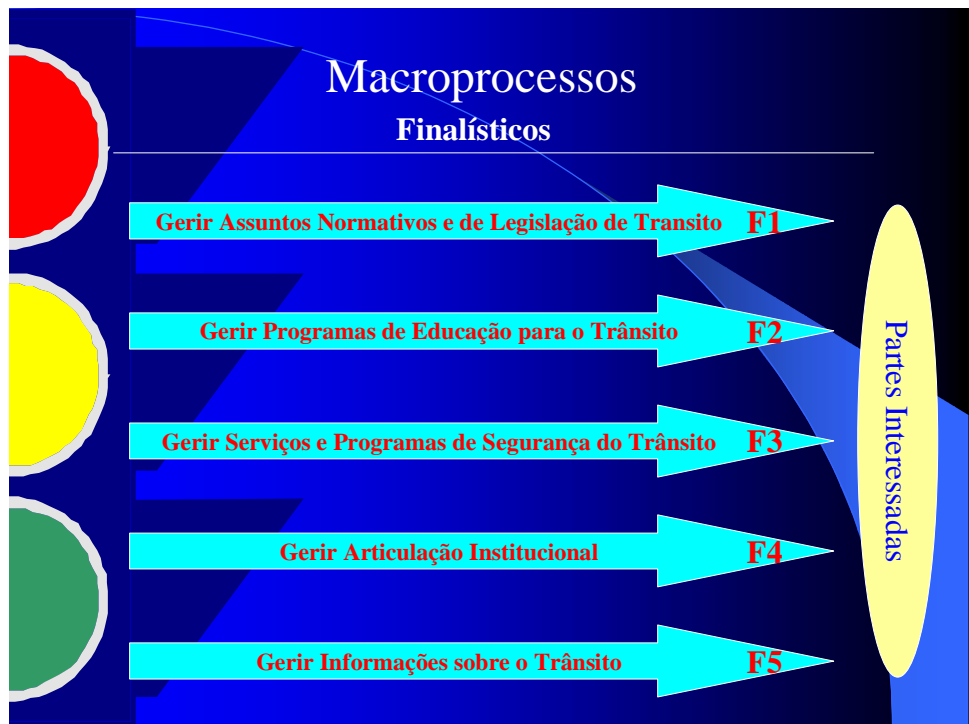 Macroprocessos
Finalísticos
Gerir Assuntos Normativos e de Legislação de Transito F1
Gerir Programas de Educação para o Trânsito F2
Gerir Serviços e Programas de Segurança do Trânsito F3
Gerir Articulação Institucional F4
Gerir Informações sobre o Trânsito F5
Partes Interessadas